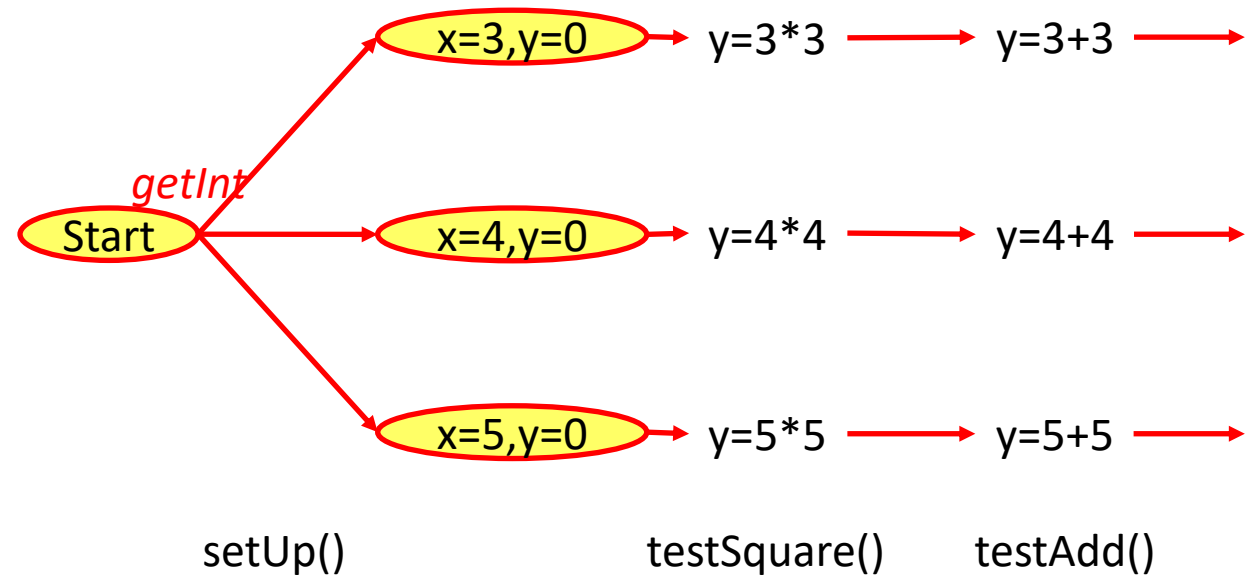 x=3,y=0 y=3*3 y=3+3
getInt
Start x=4,y=0 y=4*4 y=4+4
x=5,y=0 y=5*5 y=5+5
setUp() testSquare() testAdd()